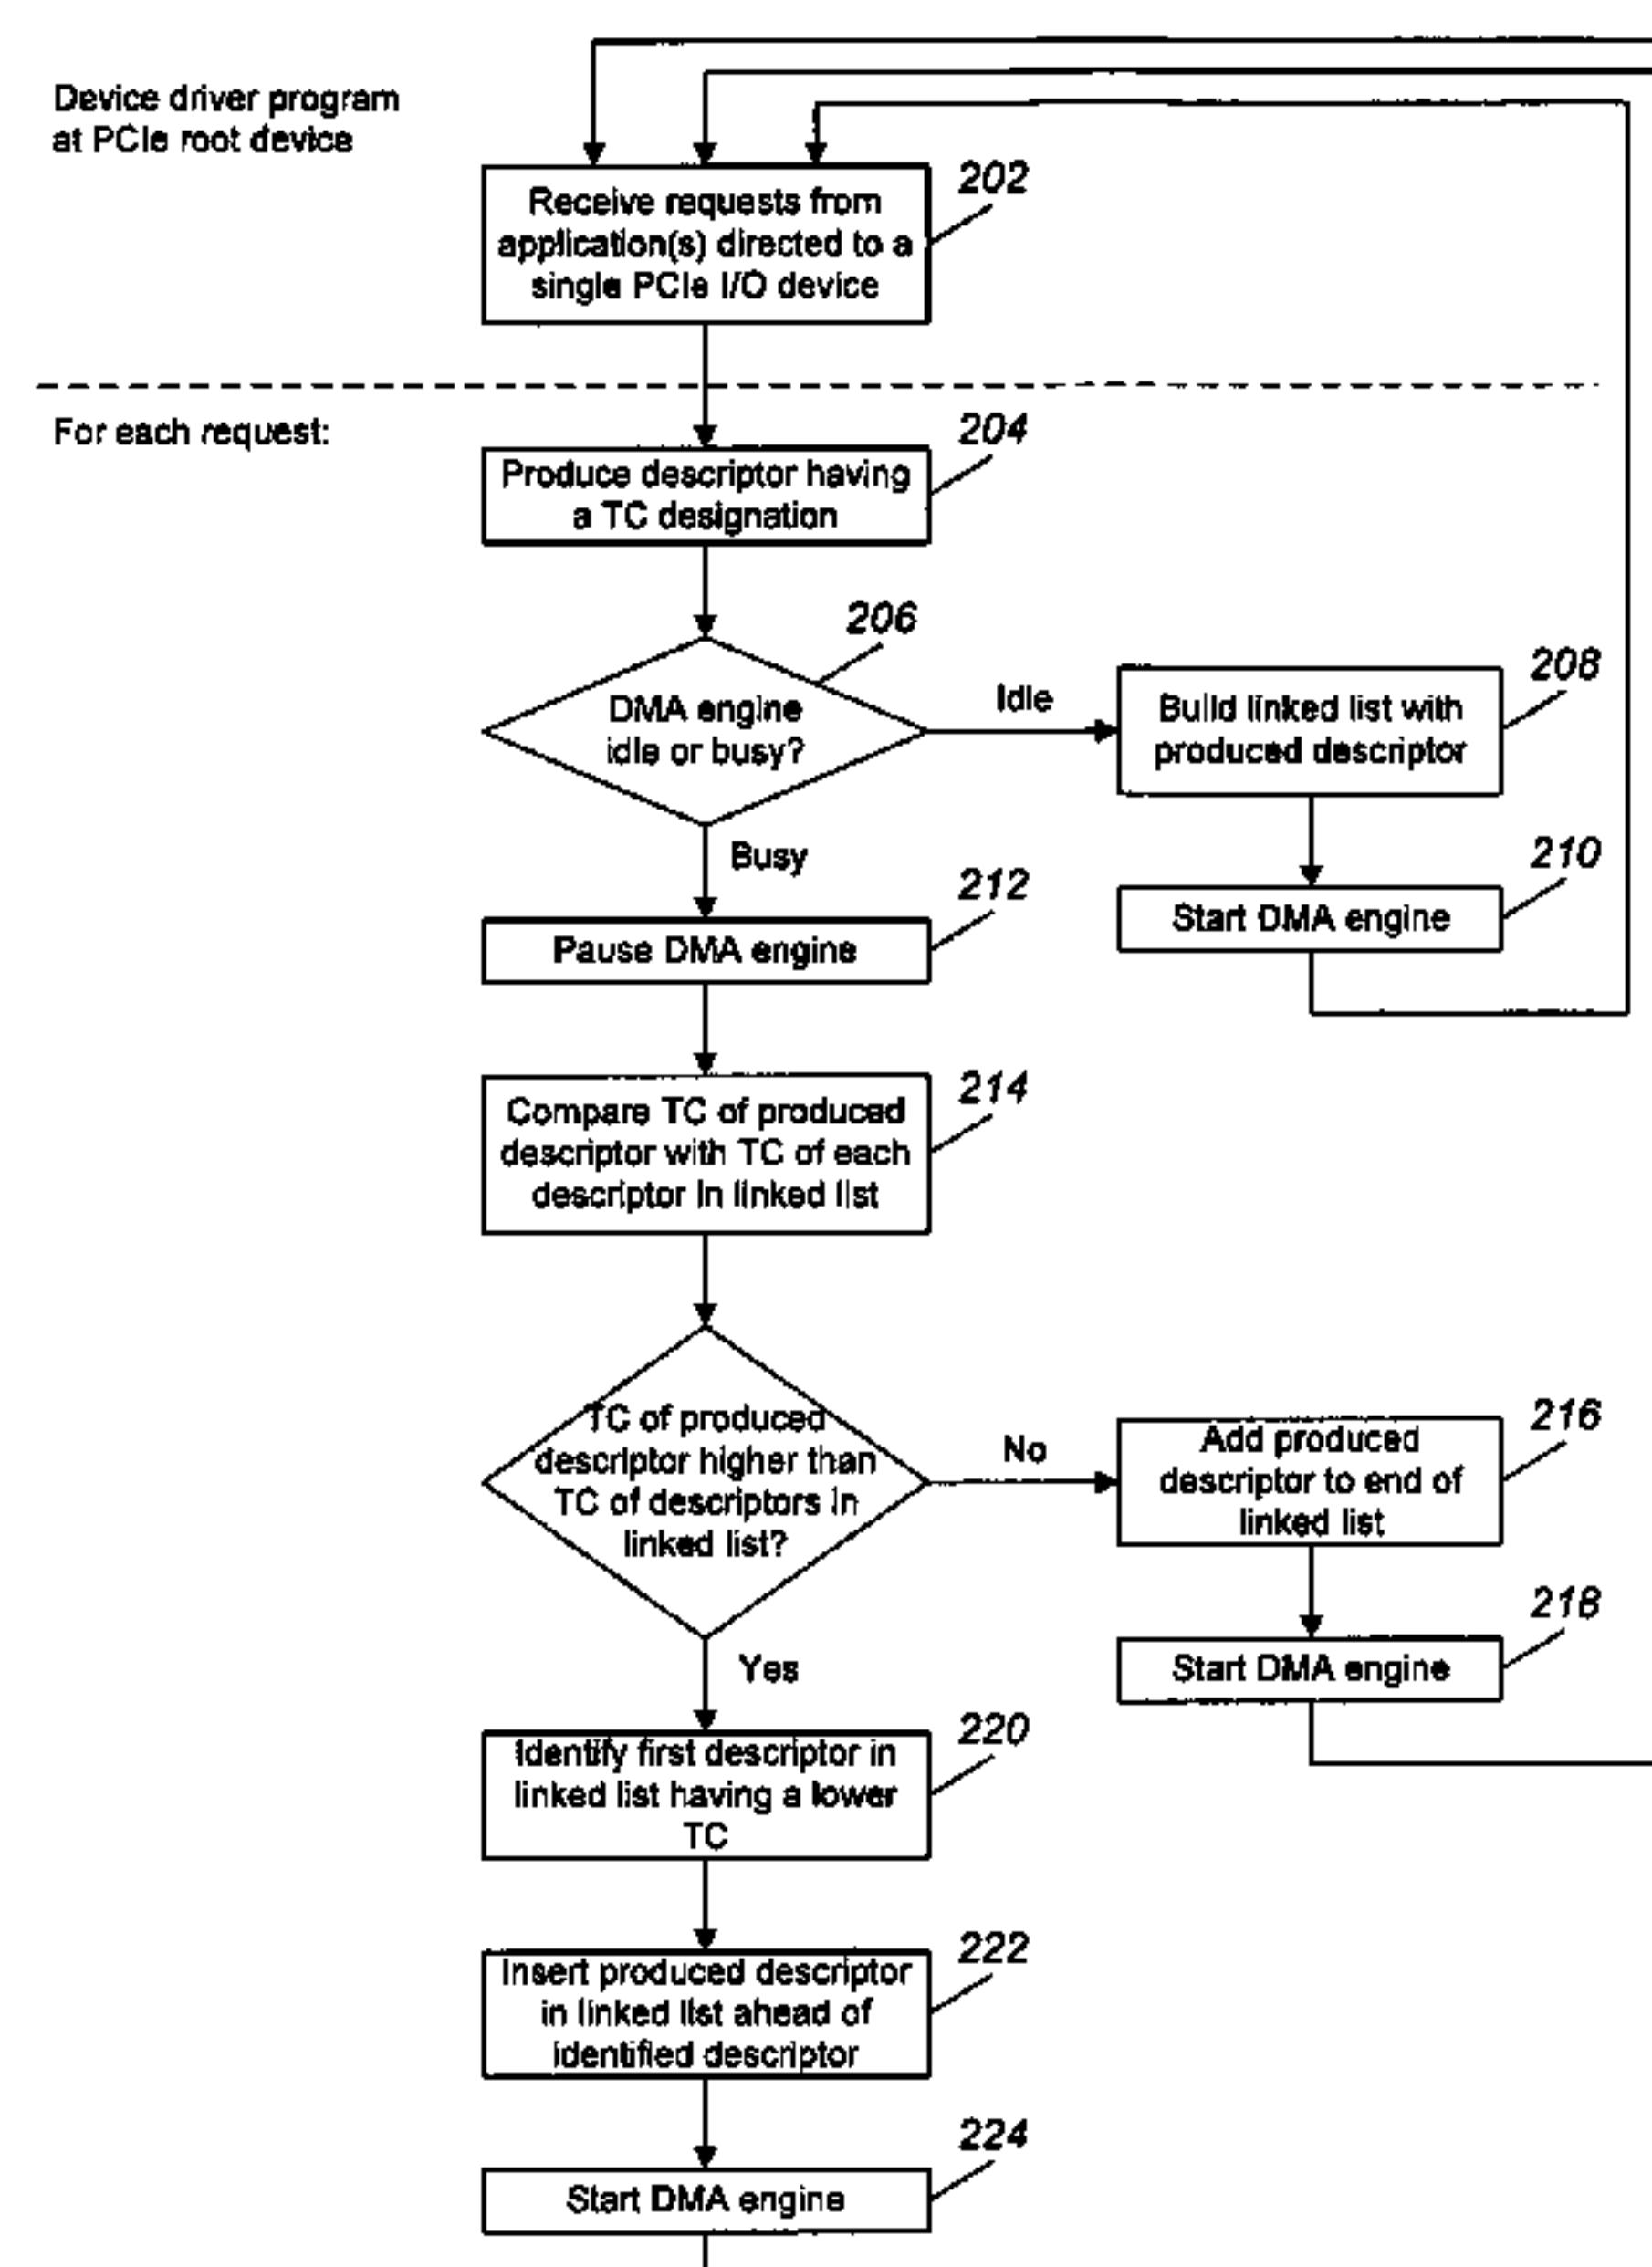 Device driver program
at PCIe root device
202
Receive requests from
application(s) directed to a
single PCIe I/O device
For each request:
204
Produce descriptor having
a TC designation
206
DMA engine
idle or busy?
Idle
208
Build linked list with
produced descriptor
Busy
210
Start DMA engine
212
Pause DMA engine
214
Compare TC of produced
descriptor with TC of each
descriptor in linked list
TC of produced
descriptor higher than
TC of descriptors in
linked list?
No
216
Add produced
descriptor to end of
linked list
218
Start DMA engine
Yes
220
Identify first descriptor in
linked list having a lower
TC
222
Insert produced descriptor
in linked list ahead of
identified descriptor
224
Start DMA engine